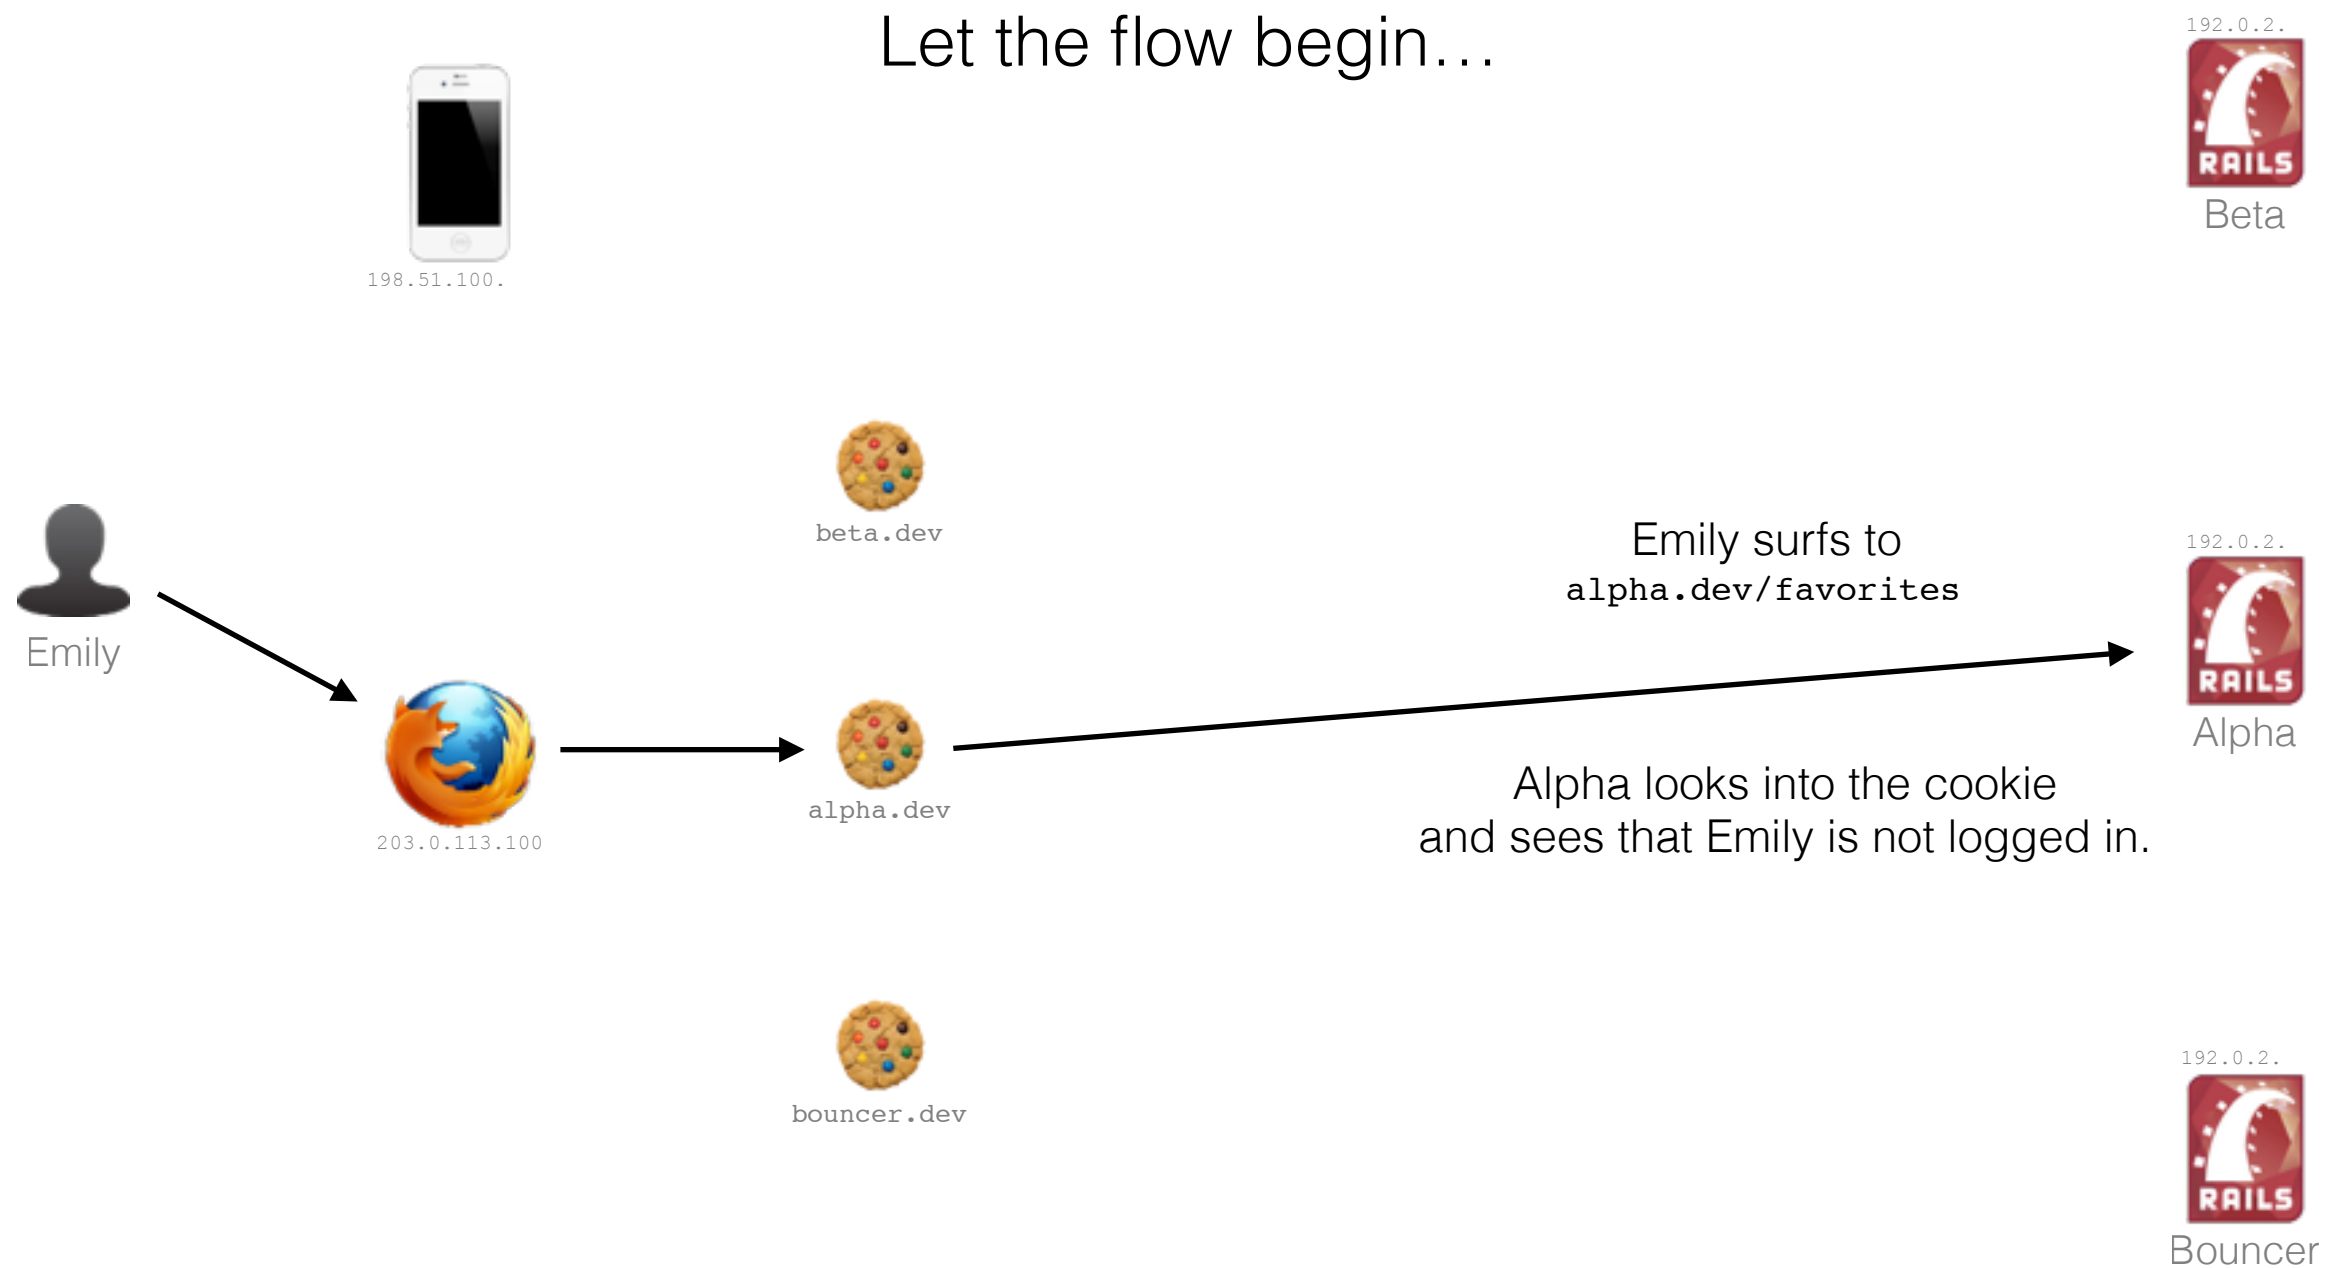 Let the flow begin…
192.0.2.
RAILS
Beta
198.51.100.
beta.dev
Emily surfs to
alpha.dev/favorites
192.0.2.
RAILS
Alpha
Emily
203.0.113.100
alpha.dev
Alpha looks into the cookie
and sees that Emily is not logged in.
bouncer.dev
192.0.2.
RAILS
Bouncer